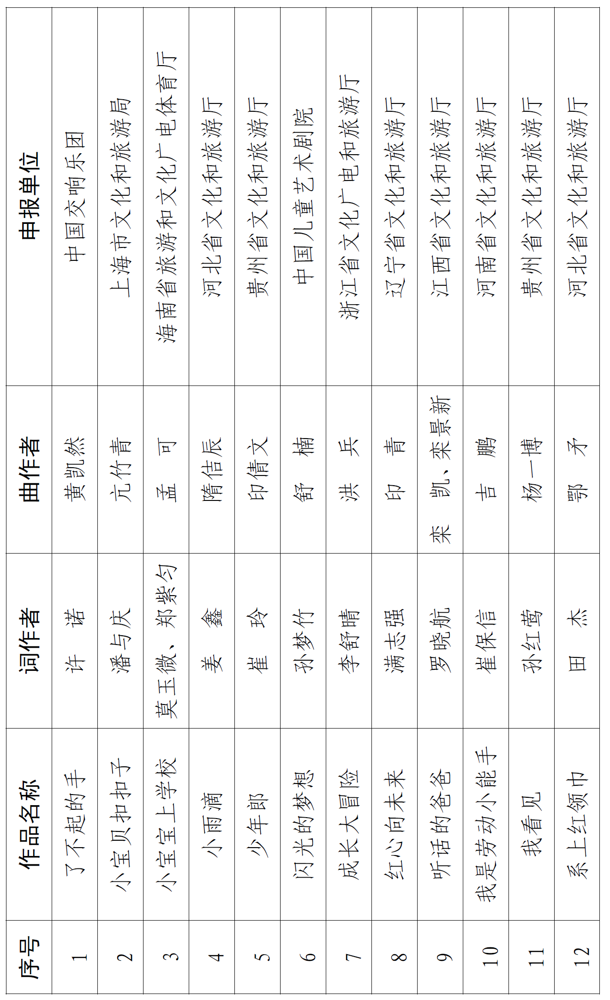 序号 作品名称 词作者 曲作者 申报单位
1 了不起的手 许 诺 黄凯然 中国交响乐团
2 小宝贝扣扣子 潘与庆 亢竹青 上海市文化和旅游局
3 小宝宝上学校 莫玉微、郑紫匀 孟 可 海南省旅游和文化广电体育厅
4 小雨滴 姜 鑫 隋佶辰 河北省文化和旅游厅
5 少年郎 崔 玲 印倩文 贵州省文化和旅游厅
6 闪光的梦想 孙梦竹 舒 楠 中国儿童艺术剧院
7 成长大冒险 李舒晴 洪 兵 浙江省文化广电和旅游厅
8 红心向未来 满志强 印 青 辽宁省文化和旅游厅
9 听话的爸爸 罗晓航 栾 凯、栾景新 江西省文化和旅游厅
10 我是劳动小能手 崔保信 吉 鹏 河南省文化和旅游厅
11 我看见 孙红莺 杨一博 贵州省文化和旅游厅
12 系上红领巾 田 杰 鄂 矛 河北省文化和旅游厅